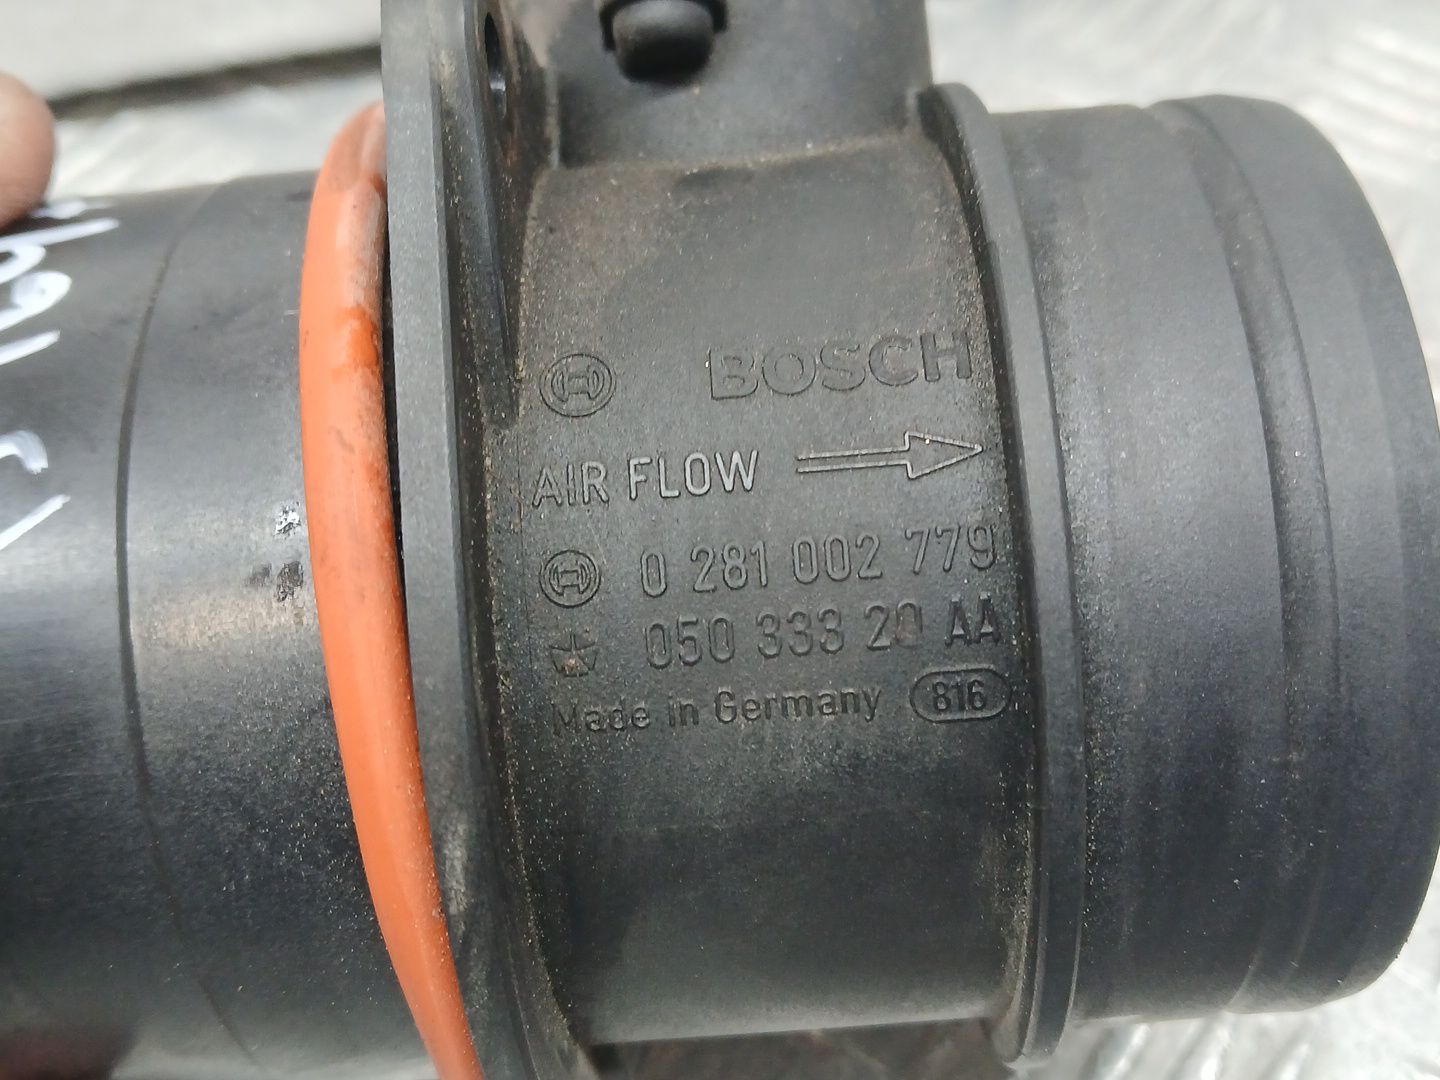 BOSCH
AIR FLOW
0 281 002 779
050 333 20 AA
Made in Germany 816